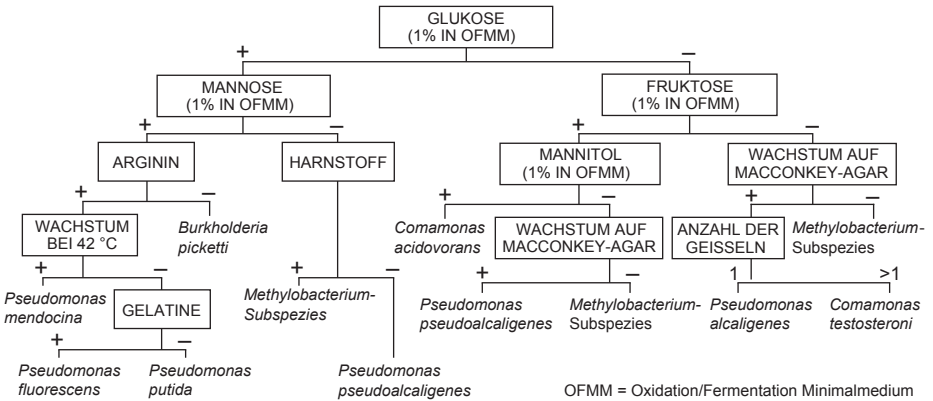 GLUKOSE
(1% IN OFMM)
+
–
MANNOSE
(1% IN OFMM)
FRUKTOSE
(1% IN OFMM)
+
–
+
–
ARGININ
HARNSTOFF
MANNITOL
(1% IN OFMM)
WACHSTUM AUF
MACCONKEY-AGAR
+
–
+
–
+
–
WACHSTUM
BEI 42 °C
Burkholderia
picketti
Comamonas
acidovorans
WACHSTUM AUF
MACCONKEY-AGAR
ANZAHL DER
GEISSELN
Methylobacterium-
Subspezies
+
–
+
–
+
–
1
>1
Pseudomonas
mendocina
GELATINE
Methylobacterium-
Subspezies
Pseudomonas
pseudoalcaligenes
Methylobacterium-
Subspezies
Pseudomonas
alcaligenes
Comamonas
testosteroni
+
–
Pseudomonas
fluorescens
Pseudomonas
putida
Pseudomonas
pseudoalcaligenes
OFMM = Oxidation/Fermentation Minimalmedium